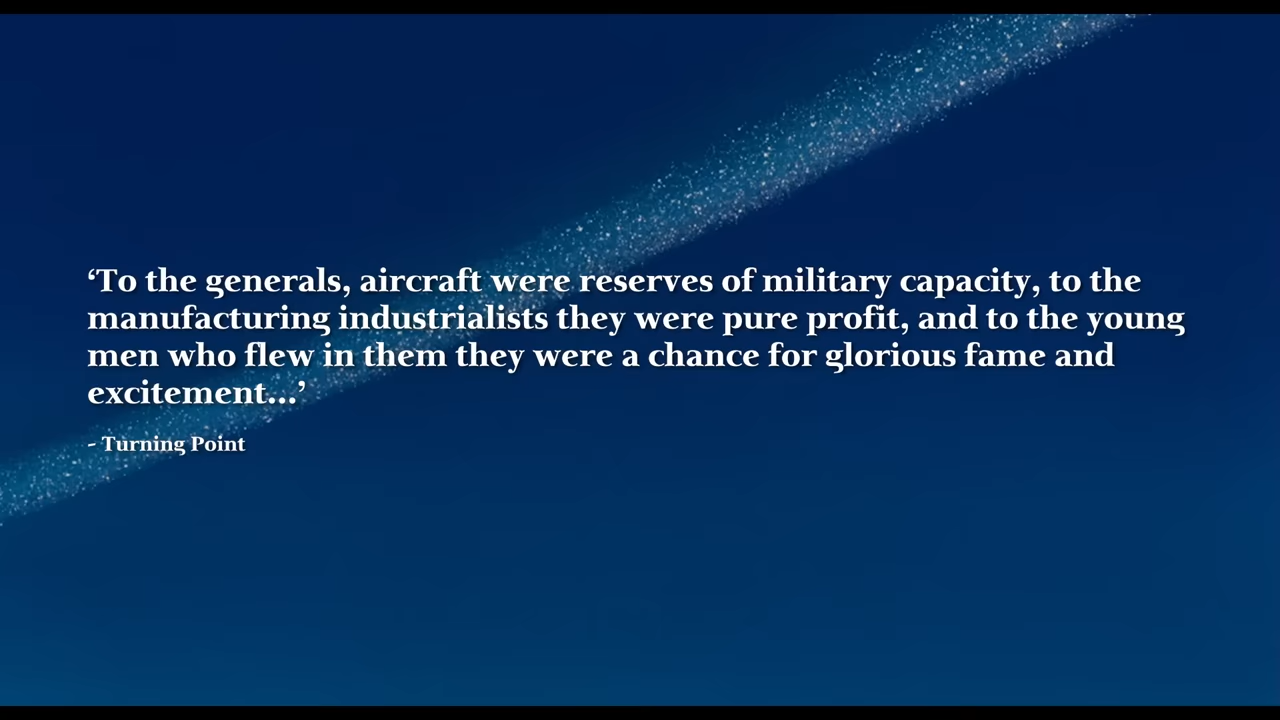 ‘To the generals, aircraft were reserves of military capacity, to the
manufacturing industrialists they were pure profit, and to the young
men who flew in them they were a chance for glorious fame and
excitement...’
- Turning Point